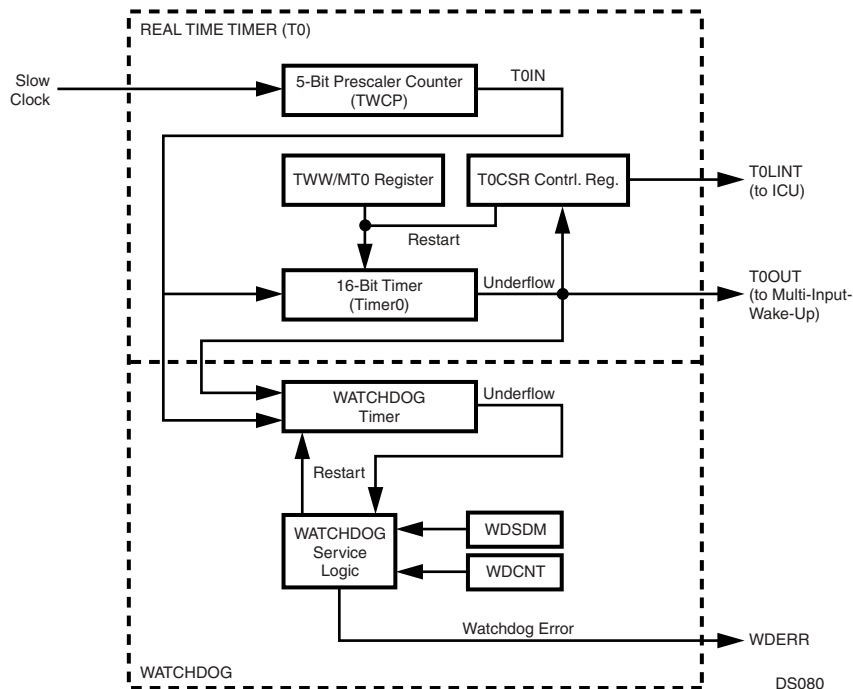 REAL TIME TIMER (T0)
Slow
Clock
5-Bit Prescaler Counter
(TWCP)
T0IN
TWW/MT0 Register
T0CSR Contrl. Reg.
T0LINT
(to ICU)
Restart
16-Bit Timer
(Timer0)
Underflow
T0OUT
(to Multi-Input-
Wake-Up)
WATCHDOG
Timer
Underflow
Restart
WATCHDOG
Service
Logic
WDSDM
WDCNT
Watchdog Error
WDERR
WATCHDOG
DS080